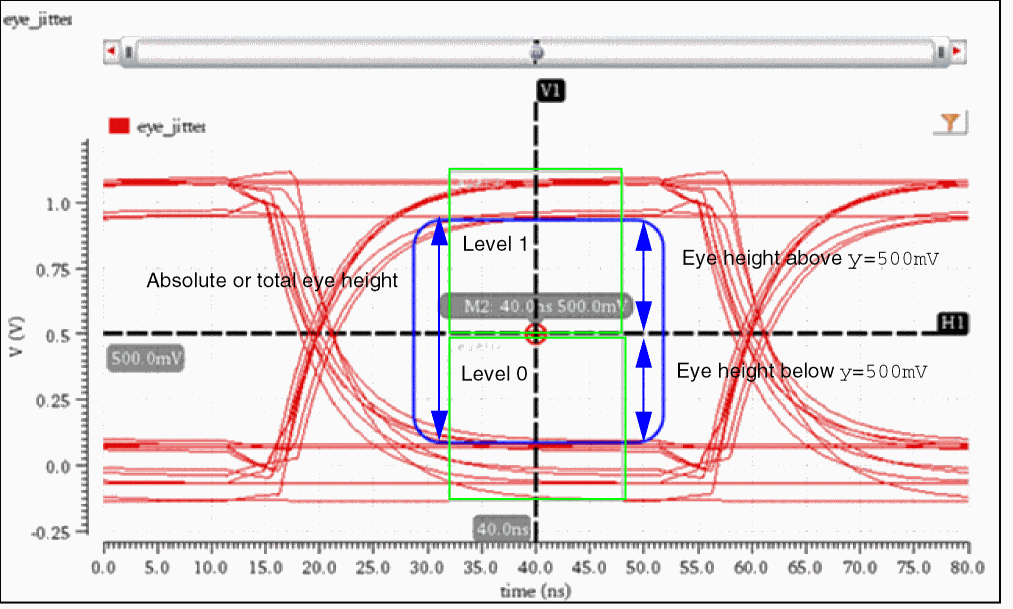 eye_jitter
V1
eye_jitter
1.0
Level 1
Eye height above y=500mV
0.75
Absolute or total eye height
M2: 40.0ns 500.0mV
V (V)
0.5
H1
500.0mV
Level 0
Eye height below y=500mV
0.25
0.0
-0.25
40.0ns
0.0 5.0 10.0 15.0 20.0 25.0 30.0 35.0 40.0 45.0 50.0 55.0 60.0 65.0 70.0 75.0 80.0
time (ns)